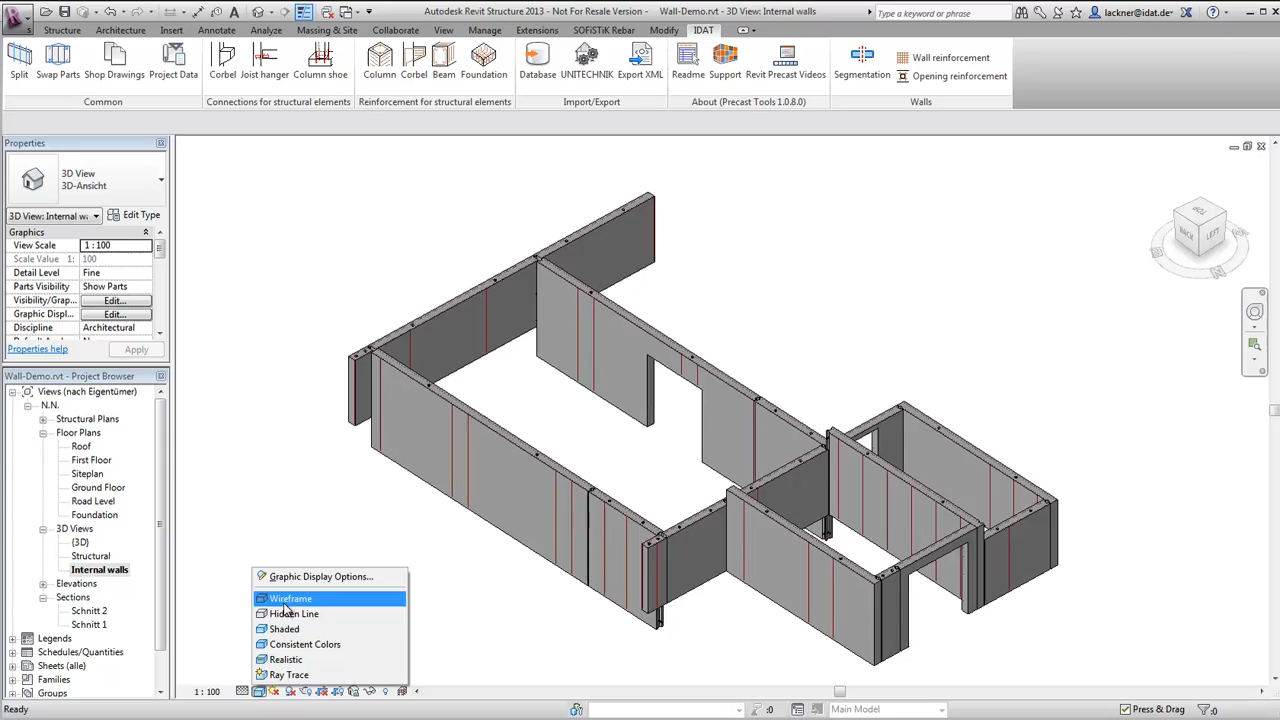 Autodesk Revit Structure 2013 - Not For Resale Version - Wall-Demo.rvt - 3D View: Internal walls
Type a keyword or phrase
lackner@idat.de
Structure Architecture Insert Annotate Analyze Massing & Site Collaborate View Manage Extensions SOFiSTiK Rebar Modify IDAT
Split Swap Parts Shop Drawings Project Data Corbel Joist hanger Column shoe Column Corbel Beam Foundation Database UNITECHNIK Export XML Readme Support Revit Precast Videos Segmentation
Wall reinforcement
Opening reinforcement
Common Connections for structural elements Reinforcement for structural elements Import/Export About (Precast Tools 1.0.8.0) Walls
Properties
3D View
3D-Ansicht
3D View: Internal w Edit Type
Graphics
View Scale 1 : 100
Scale Value 1: 100
Detail Level Fine
Parts Visibility Show Parts
Visibility/Grap... Edit...
Graphic Displ... Edit...
Discipline Architectural
Properties help Apply
Wall-Demo.rvt - Project Browser
Views (nach Eigentümer)
N.N.
Structural Plans
Floor Plans
Roof
First Floor
Siteplan
Ground Floor
Road Level
Foundation
3D Views
{3D}
Structural
Internal walls
Elevations
Sections
Schnitt 2
Schnitt 1
Legends
Schedules/Quantities
Sheets (alle)
Families
Groups
BACK
LEFT
Graphic Display Options...
Wireframe
Hidden Line
Shaded
Consistent Colors
Realistic
Ray Trace
1 : 100
Ready :0 Main Model Press & Drag :0